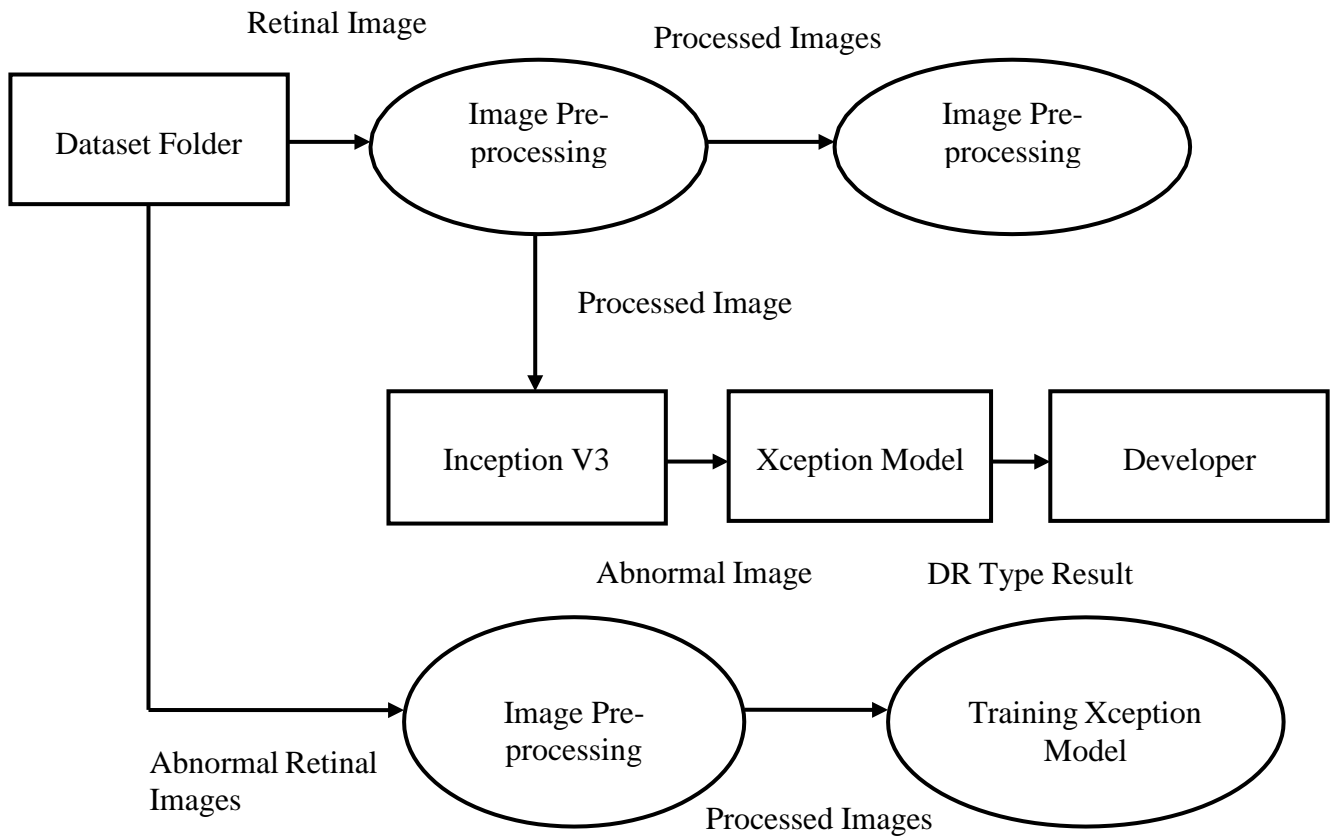 Retinal Image
Processed Images
Dataset Folder
Image Pre-
processing
Image Pre-
processing
Processed Image
Inception V3
Xception Model
Developer
Abnormal Image
DR Type Result
Image Pre-
processing
Training Xception
Model
Abnormal Retinal
Images
Processed Images